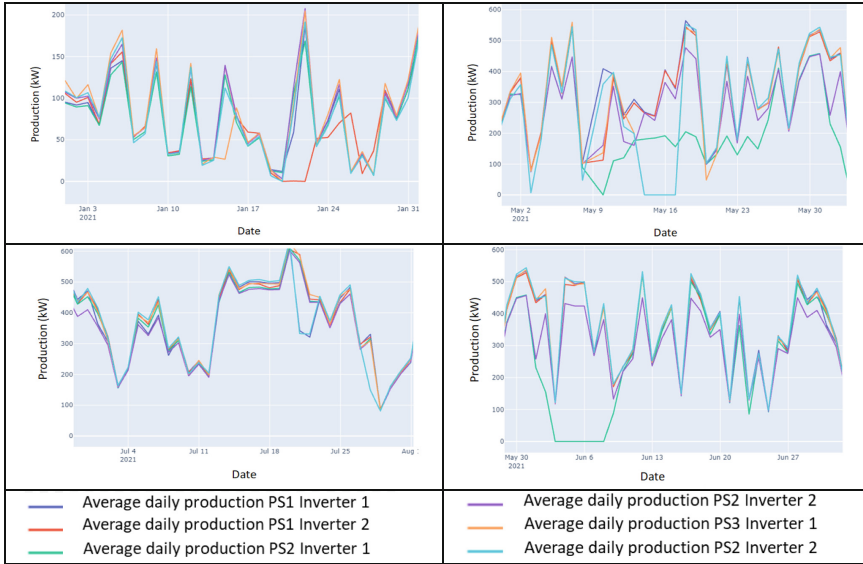 200
150
100
50
0
Production (kW)
Jan 3
2021
Jan 10
Jan 17
Jan 24
Jan 31
Date
600
500
400
300
200
100
0
Production (kW)
May 2
2021
May 9
May 16
May 23
May 30
Date
600
500
400
300
200
100
0
Production (kW)
Jul 4
2021
Jul 11
Jul 18
Jul 25
Aug 1
Date
600
500
400
300
200
100
0
Production (kW)
May 30
2021
Jun 6
Jun 13
Jun 20
Jun 27
Date
Average daily production PS1 Inverter 1
Average daily production PS1 Inverter 2
Average daily production PS2 Inverter 1
Average daily production PS2 Inverter 2
Average daily production PS3 Inverter 1
Average daily production PS2 Inverter 2